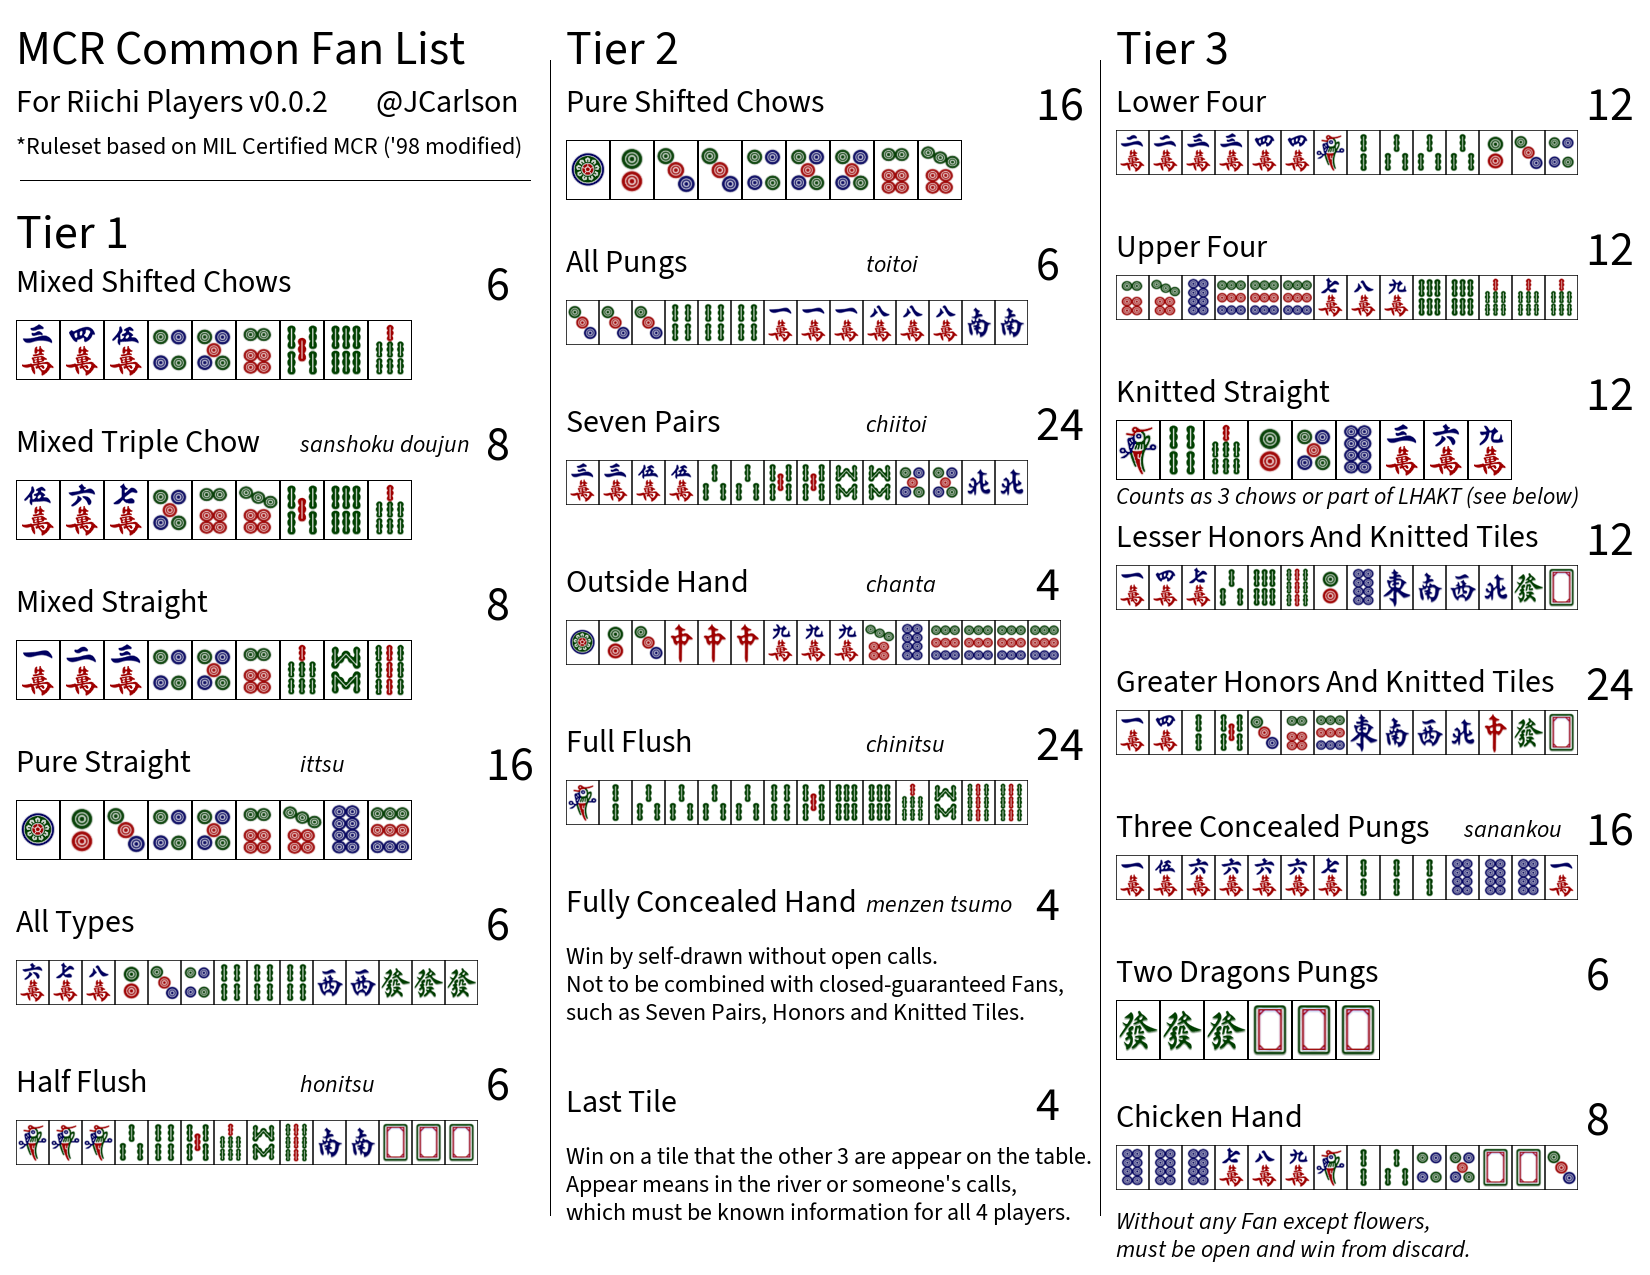 MCR Common Fan List
For Riichi Players v0.0.2 @JCarlson
*Ruleset based on MIL Certified MCR ('98 modified)
Tier 1
Mixed Shifted Chows 6
三萬 四萬 伍萬
Mixed Triple Chow sanshoku doujun 8
伍萬 六萬 七萬
Mixed Straight 8
一萬 二萬 三萬
Pure Straight ittsu 16
All Types 6
六萬 七萬 八萬 西 西 發 發 發
Half Flush honitsu 6
南 南
Tier 2
Pure Shifted Chows 16
All Pungs toitoi 6
一萬 一萬 一萬 八萬 八萬 八萬 南 南
Seven Pairs chiitoi 24
三萬 三萬 伍萬 伍萬 北 北
Outside Hand chanta 4
中 中 中 九萬 九萬 九萬
Full Flush chinitsu 24
Fully Concealed Hand menzen tsumo 4
Win by self-drawn without open calls.
Not to be combined with closed-guaranteed Fans,
such as Seven Pairs, Honors and Knitted Tiles.
Last Tile 4
Win on a tile that the other 3 are appear on the table.
Appear means in the river or someone's calls,
which must be known information for all 4 players.
Tier 3
Lower Four 12
二萬 二萬 三萬 三萬 四萬 四萬
Upper Four 12
七萬 八萬 九萬
Knitted Straight 12
三萬 六萬 九萬
Counts as 3 chows or part of LHAKT (see below)
Lesser Honors And Knitted Tiles 12
一萬 四萬 七萬 東 南 西 北 發
Greater Honors And Knitted Tiles 24
一萬 四萬 東 南 西 北 中 發
Three Concealed Pungs sanankou 16
一萬 伍萬 六萬 六萬 六萬 六萬 七萬 一萬
Two Dragons Pungs 6
發 發 發
Chicken Hand 8
七萬 八萬 九萬
Without any Fan except flowers,
must be open and win from discard.